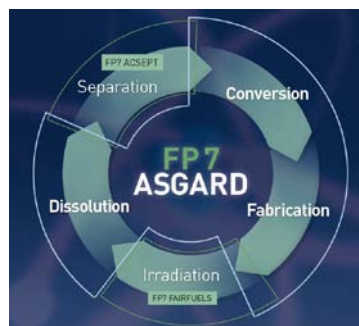 FP7 ACSEPT
Separation
Conversion
FP7
ASGARD
Dissolution
Fabrication
Irradiation
FP7 FAIRFUELS